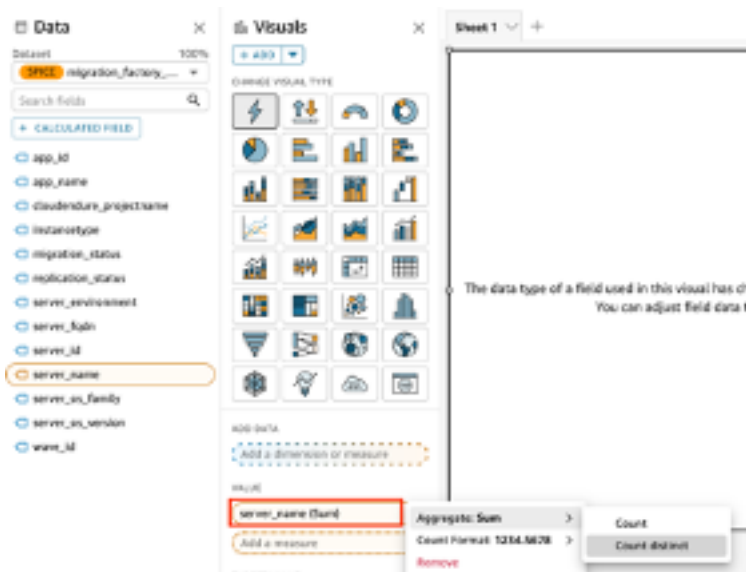 Data
Dataset
100%
SPICE migration_factory_...
Search fields
+ CALCULATED FIELD
app_id
app_name
cloudendure_projectname
instancetype
migration_status
replication_status
server_environment
server_fqdn
server_id
server_name
server_os_family
server_os_version
wave_id
Visuals
+ ADD
CHANGE VISUAL TYPE
ADD DATA
Add a dimension or measure
VALUE
server_name (Sum)
Add a measure
Sheet 1
The data type of a field used in this visual has ch
You can adjust field data t
Aggregate: Sum
Count Format: 1234.5678
Remove
Count
Count distinct